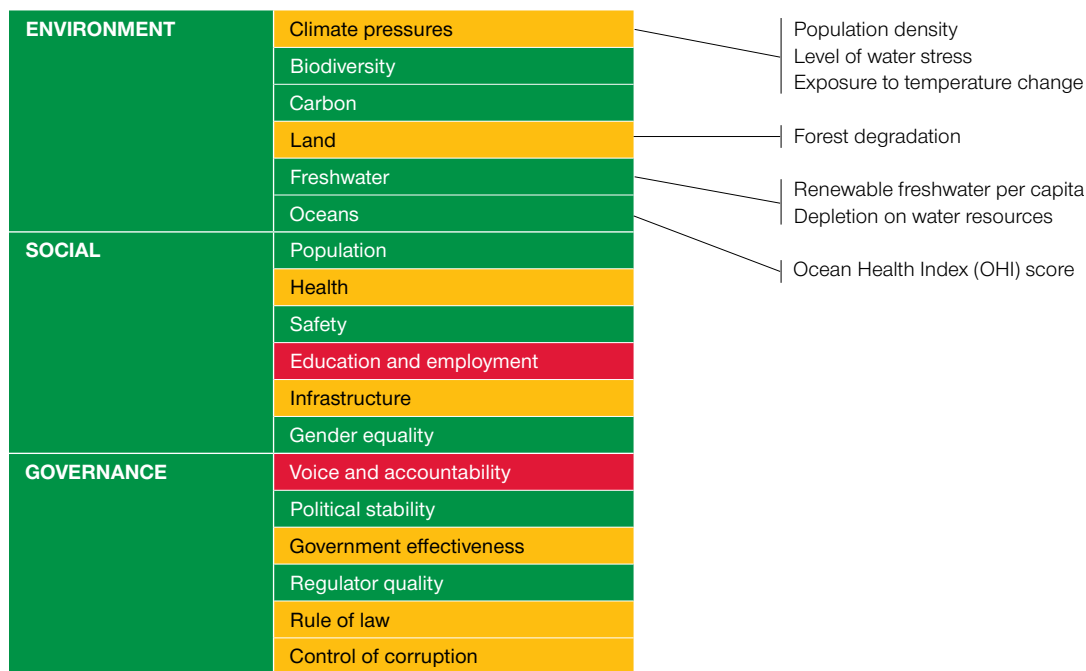 ENVIRONMENT
Climate pressures
Biodiversity
Carbon
Land
Freshwater
Oceans
Population density
Level of water stress
Exposure to temperature change
Forest degradation
Renewable freshwater per capita
Depletion on water resources
Ocean Health Index (OHI) score
SOCIAL
Population
Health
Safety
Education and employment
Infrastructure
Gender equality
GOVERNANCE
Voice and accountability
Political stability
Government effectiveness
Regulator quality
Rule of law
Control of corruption